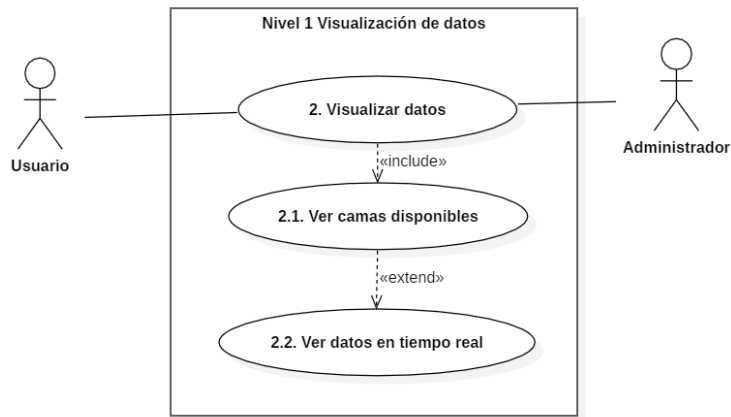 Nivel 1 Visualización de datos
2. Visualizar datos
Usuario
Administrador
«include»
2.1. Ver camas disponibles
«extend»
2.2. Ver datos en tiempo real